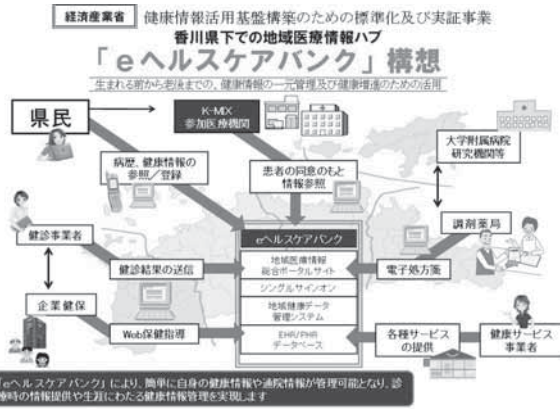 経済産業省
健康情報活用基盤構築のための標準化及び実証事業
香川県下での地域医療情報ハブ
「eヘルスケアバンク」構想
生まれる前から老後までの、健康情報の一元管理及び健康増進のための活用
県民
K-MIX
参加医療機関
大学附属病院
研究機関等
病歴、健康情報の
参照／登録
患者の同意のもと
情報参照
健診事業者
調剤薬局
eヘルスケアバンク
地域医療情報
総合ポータルサイト
健診結果の送信
電子処方箋
シングルサインオン
企業健保
地域健康データ
管理システム
Web保健指導
EHR/PHR
データベース
各種サービス
の提供
健康サービス
事業者
「eヘルスケアバンク」により、簡単に自身の健康情報や通院情報が管理可能となり、診
療時の情報提供や生涯にわたる健康情報管理を実現します